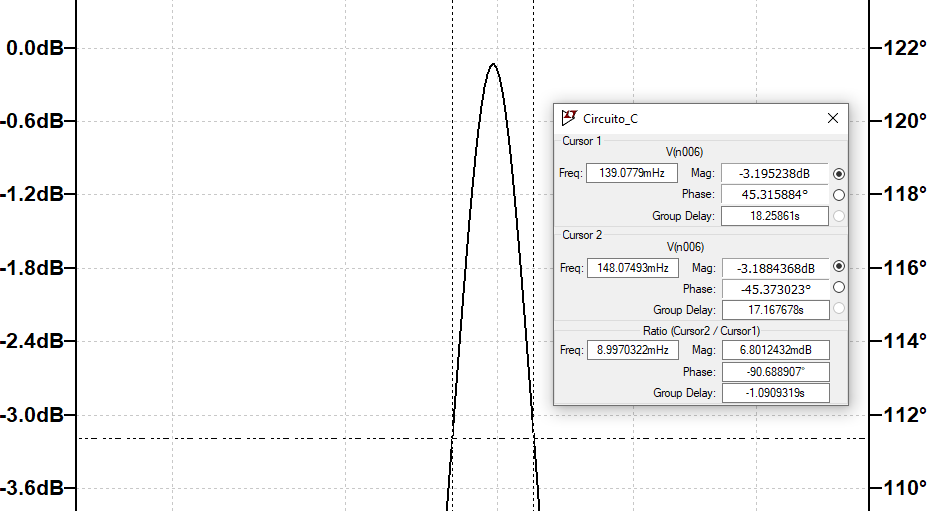 0.0dB
-0.6dB
-1.2dB
-1.8dB
-2.4dB
-3.0dB
-3.6dB
122°
120°
118°
116°
114°
112°
110°
Circuito_C
Cursor 1
V(n006)
Freq: 139.0779mHz Mag: -3.195238dB
Phase: 45.315884°
Group Delay: 18.25861s
Cursor 2
V(n006)
Freq: 148.07493mHz Mag: -3.1884368dB
Phase: -45.373023°
Group Delay: 17.167678s
Ratio (Cursor2 / Cursor1)
Freq: 8.9970322mHz Mag: 6.8012432mdB
Phase: -90.688907°
Group Delay: -1.0909319s